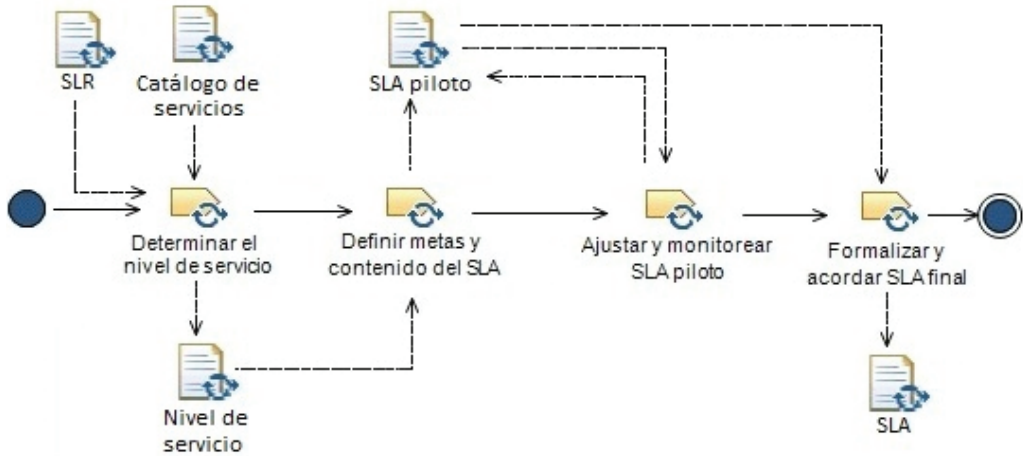 SLR
Catálogo de
servicios
SLA piloto
Determinar el
nivel de servicio
Definir metas y
contenido del SLA
Ajustar y monitorear
SLA piloto
Formalizar y
acordar SLA final
Nivel de
servicio
SLA